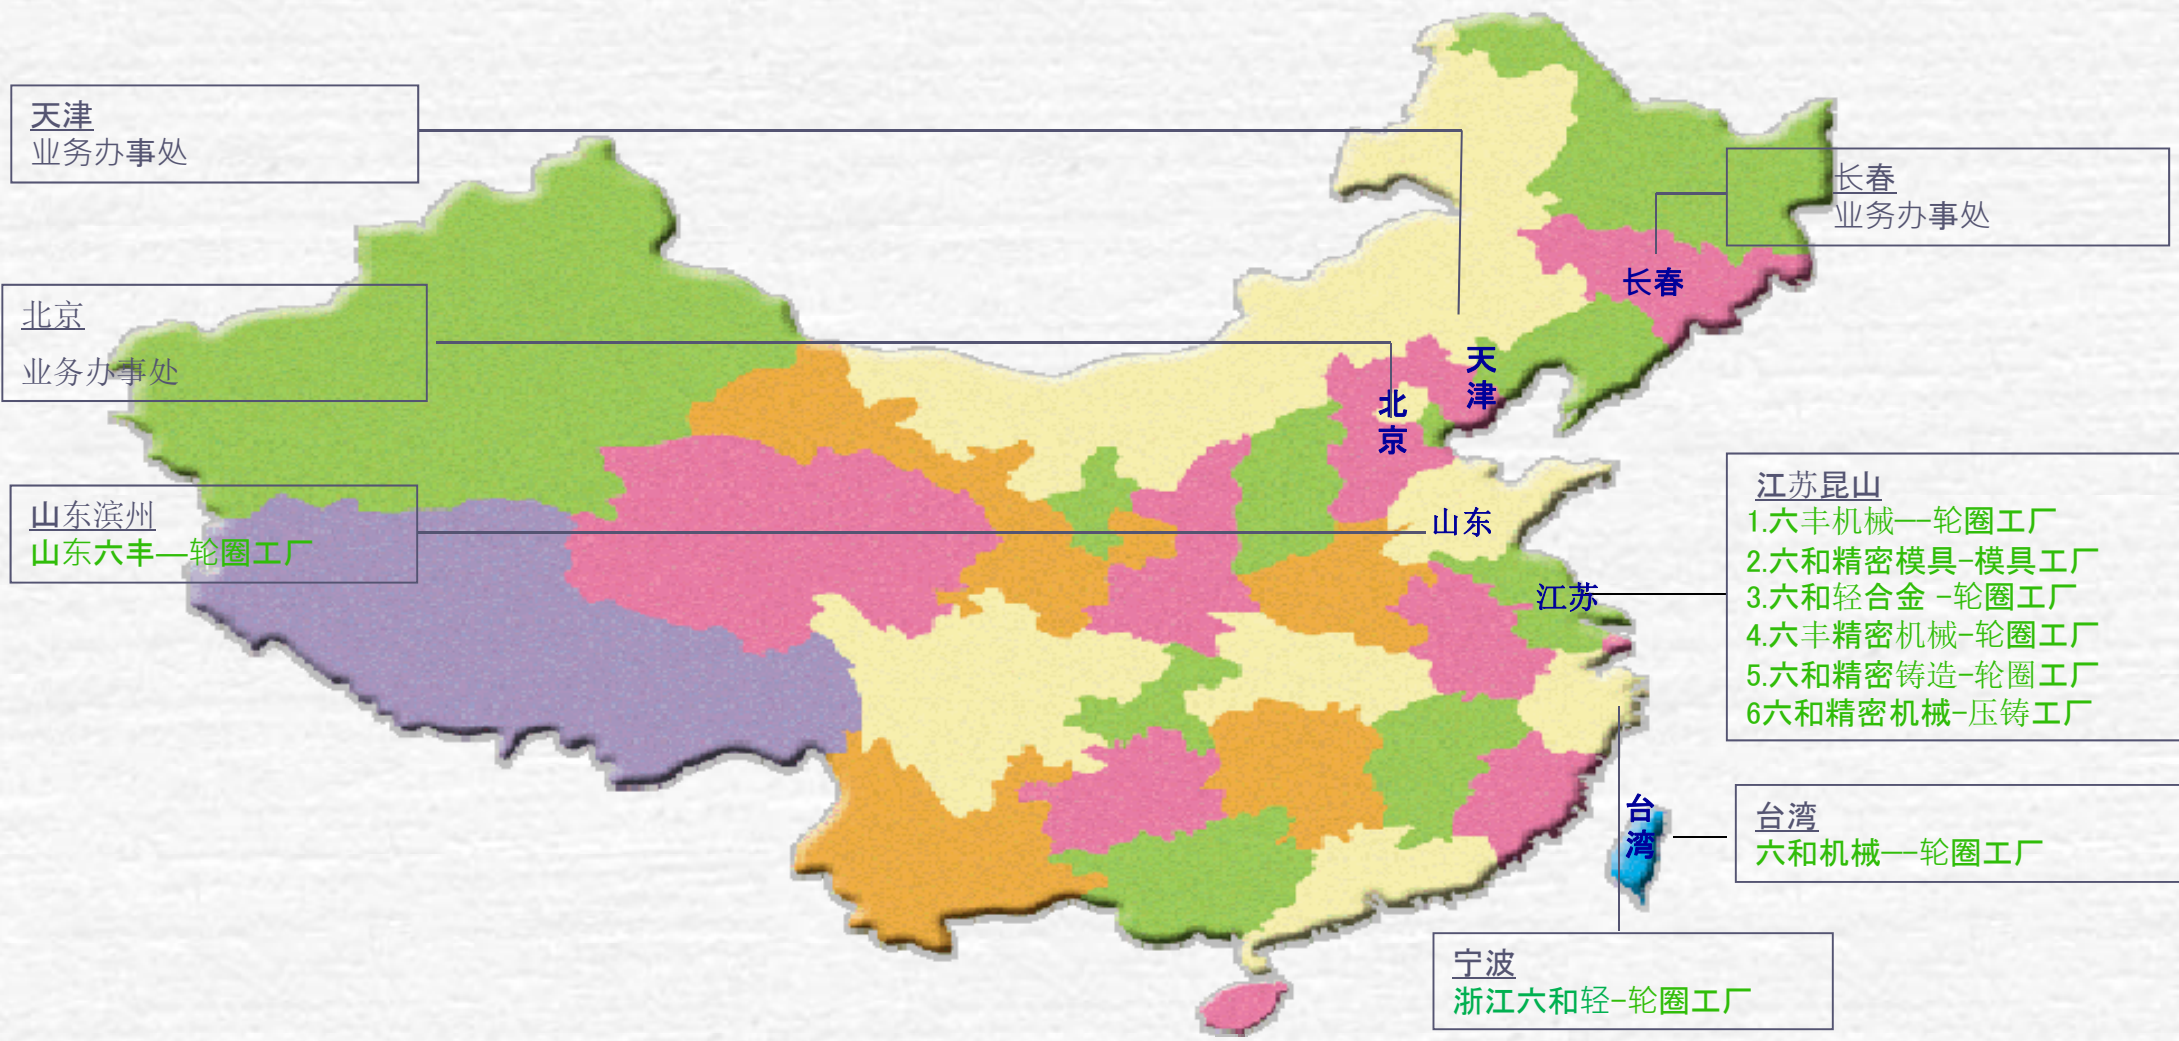 天津
业务办事处
长春
业务办事处
长春
北京
业务办事处
天津
北京
山东滨州
山东六丰—轮圈工厂
山东
江苏
江苏昆山
1.六丰机械——轮圈工厂
2.六和精密模具-模具工厂
3.六和轻合金 -轮圈工厂
4.六丰精密机械-轮圈工厂
5.六和精密铸造-轮圈工厂
6六和精密机械-压铸工厂
台湾
台湾
六和机械——轮圈工厂
宁波
浙江六和轻-轮圈工厂